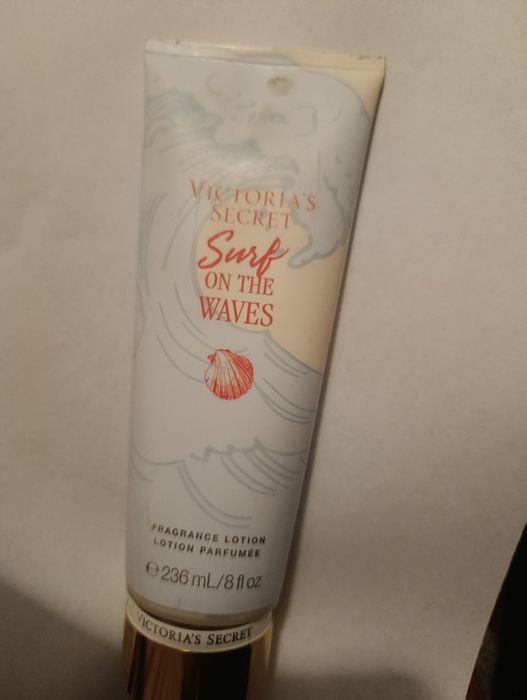 VICTORIA'S
SECRET
Surf
ON THE
WAVES
FRAGRANCE LOTION
LOTION PARFUMÉE
℮ 236 mL/8 fl oz
VICTORIA'S SECRET